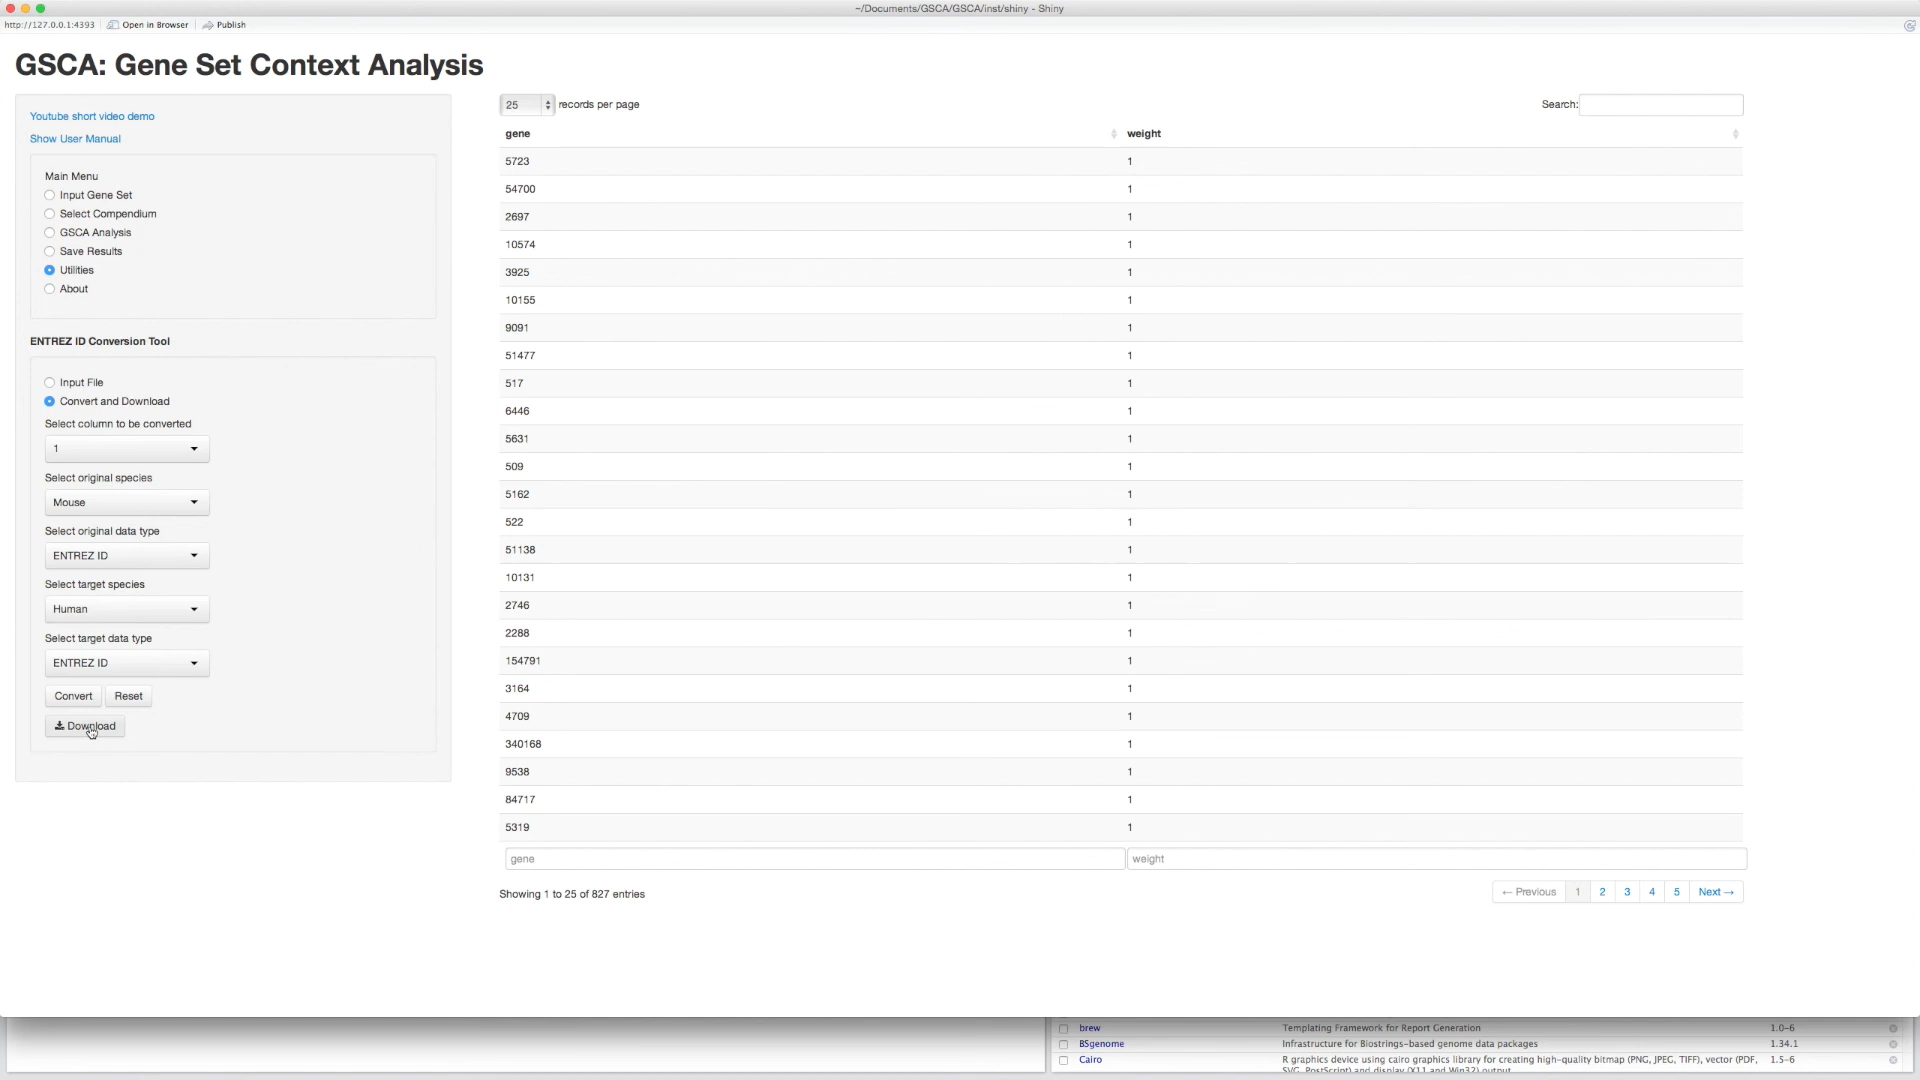 ~/Documents/GSCA/GSCA/inst/shiny - Shiny
http://127.0.0.1:4393 Open in Browser Publish
GSCA: Gene Set Context Analysis
Youtube short video demo
Show User Manual
Main Menu
Input Gene Set
Select Compendium
GSCA Analysis
Save Results
Utilities
About
ENTREZ ID Conversion Tool
Input File
Convert and Download
Select column to be converted
1
Select original species
Mouse
Select original data type
ENTREZ ID
Select target species
Human
Select target data type
ENTREZ ID
Convert Reset
Download
25 records per page Search:
gene weight
5723 1
54700 1
2697 1
10574 1
3925 1
10155 1
9091 1
51477 1
517 1
6446 1
5631 1
509 1
5162 1
522 1
51138 1
10131 1
2746 1
2288 1
154791 1
3164 1
4709 1
340168 1
9538 1
84717 1
5319 1
gene weight
Showing 1 to 25 of 827 entries ← Previous 1 2 3 4 5 Next →
brew Templating Framework for Report Generation 1.0-6
BSgenome Infrastructure for Biostrings-based genome data packages 1.34.1
Cairo R graphics device using cairo graphics library for creating high-quality bitmap (PNG, JPEG, TIFF), vector (PDF, 1.5-6
SVG, PostScript) and display (X11 and Win32) output